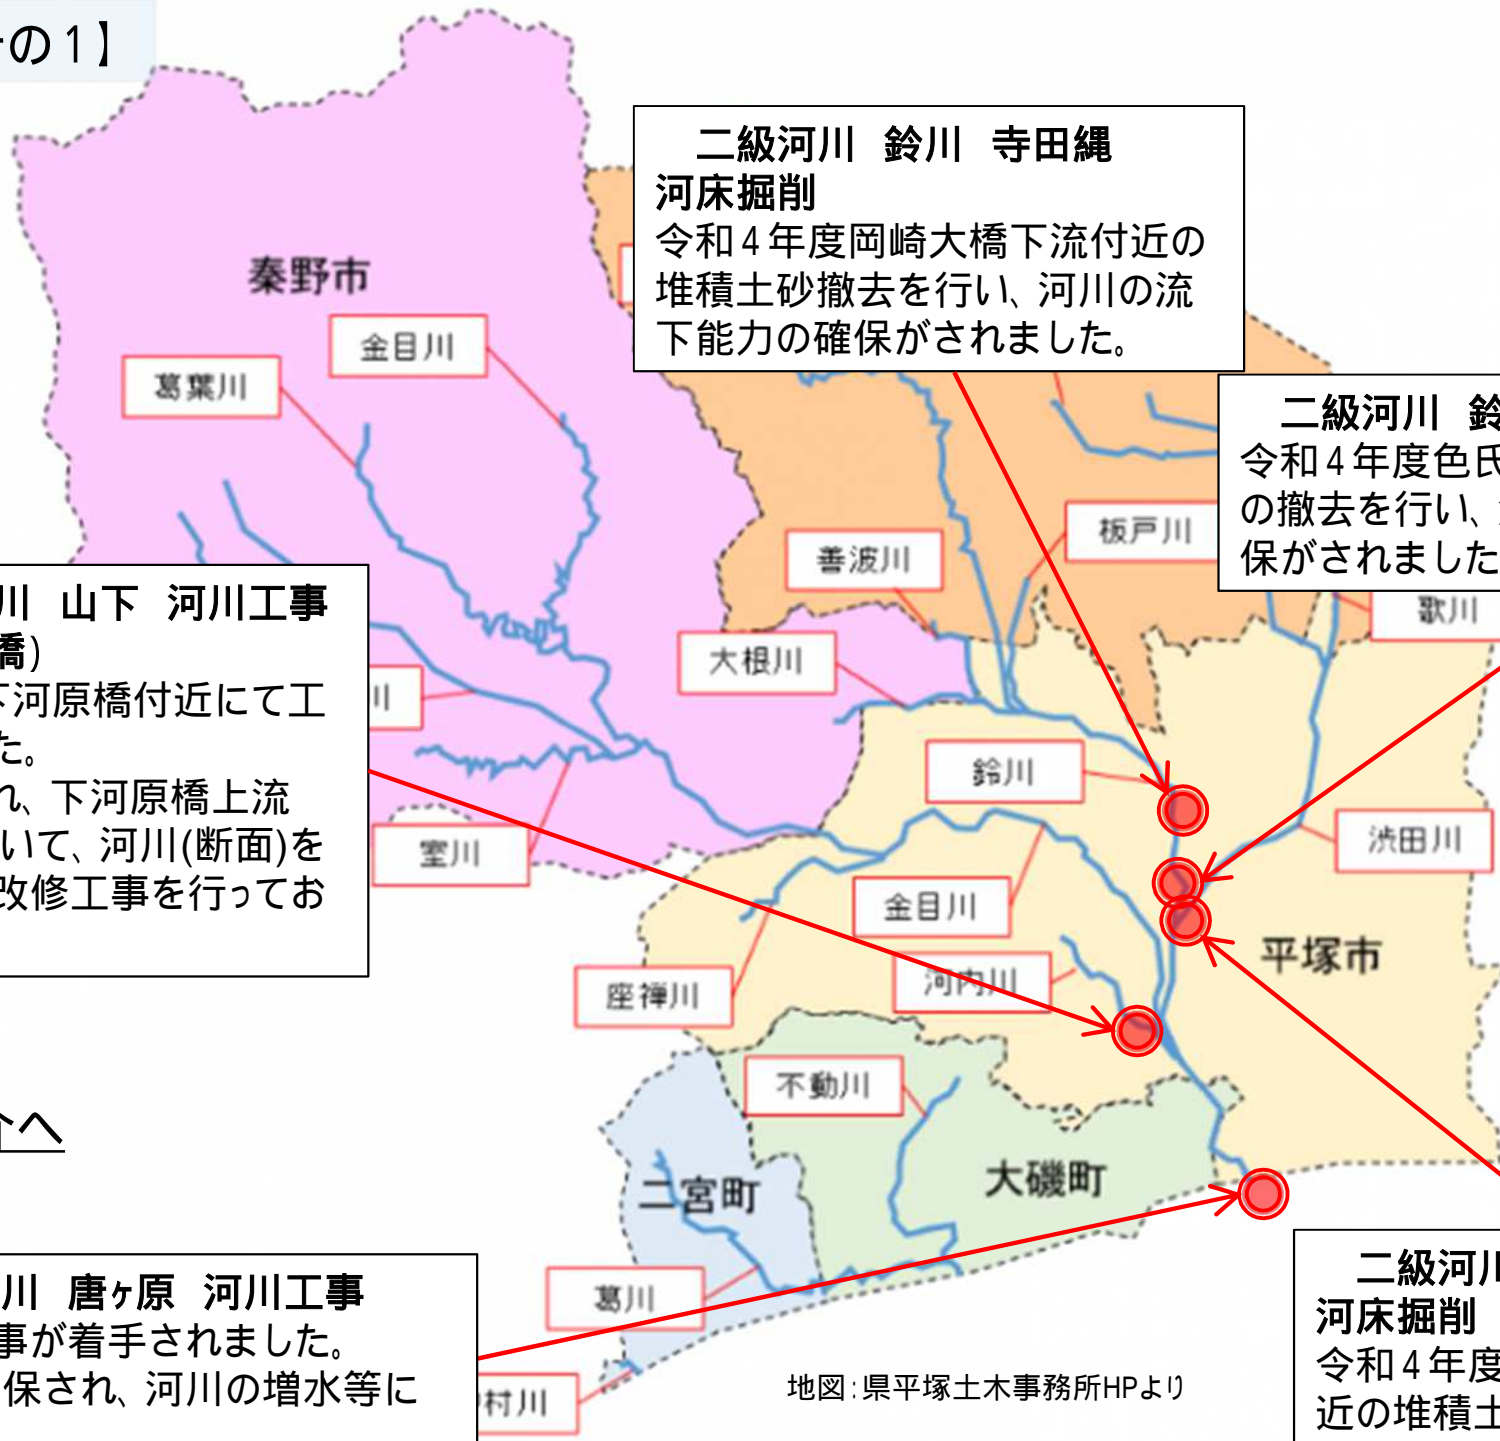 の1】
二級河川 鈴川 寺田縄
河床掘削
令和4年度岡崎大橋下流付近の
堆積土砂撤去を行い、河川の流
下能力の確保がされました。
秦野市
金目川
葛葉川
二級河川 鈴
令和4年度色氏
の撤去を行い、
保がされました
板戸川
善波川
歌川
大根川
川 山下 河川工事
橋)
下河原橋付近にて工
た。
れ、下河原橋上流
いて、河川(断面)を
改修工事を行ってお
川
鈴川
室川
渋田川
金目川
平塚市
河内川
座禅川
不動川
へ
大磯町
二宮町
川 唐ヶ原 河川工事
事が着手されました。
保され、河川の増水等に
葛川
村川
地図：県平塚土木事務所HPより
二級河川
河床掘削
令和4年度
近の堆積土